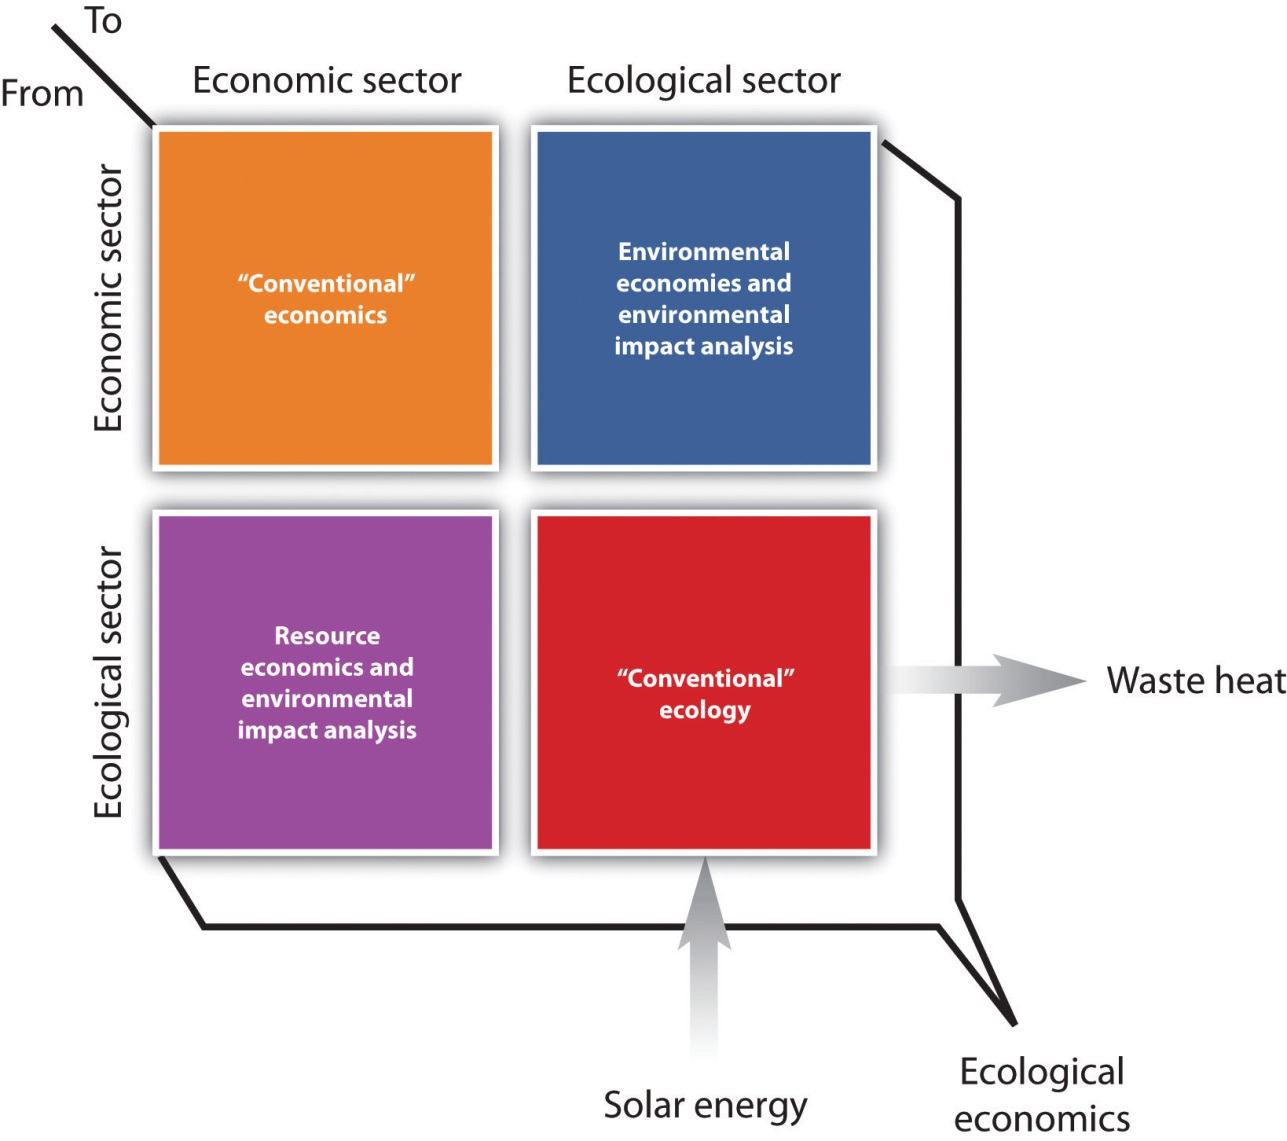 To
From
Economic sector
Ecological sector
Economic sector
“Conventional”
economics
Environmental
economies and
environmental
impact analysis
Ecological sector
Resource
economics and
environmental
impact analysis
“Conventional”
ecology
Waste heat
Solar energy
Ecological
economics